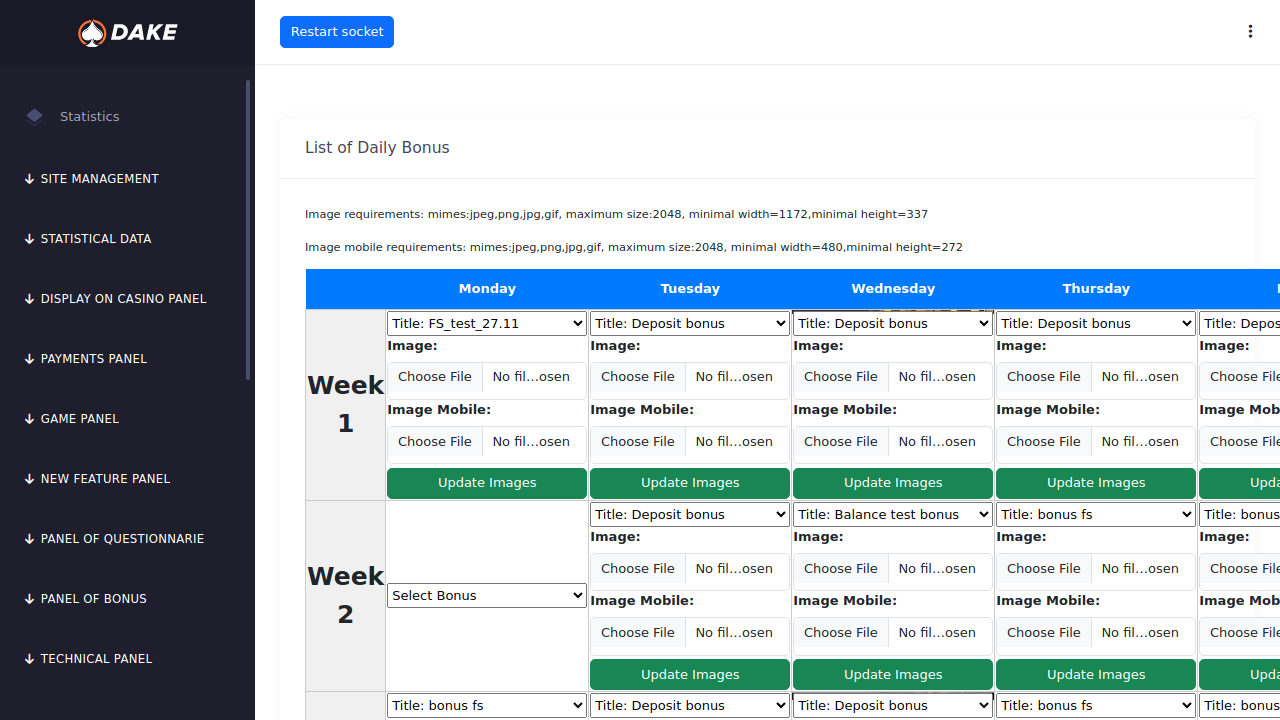 DAKE
Restart socket
Statistics
SITE MANAGEMENT
STATISTICAL DATA
DISPLAY ON CASINO PANEL
PAYMENTS PANEL
GAME PANEL
NEW FEATURE PANEL
PANEL OF QUESTIONNARIE
PANEL OF BONUS
TECHNICAL PANEL
List of Daily Bonus
Image requirements: mimes:jpeg,png,jpg,gif, maximum size:2048, minimal width=1172,minimal height=337
Image mobile requirements: mimes:jpeg,png,jpg,gif, maximum size:2048, minimal width=480,minimal height=272
Monday Tuesday Wednesday Thursday
Week 1
Title: FS_test_27.11 Title: Deposit bonus Title: Deposit bonus Title: Deposit bonus Title: Depos
Image: Image: Image: Image: Image:
Choose File No fil...osen Choose File No fil...osen Choose File No fil...osen Choose File No fil...osen Choose File
Image Mobile: Image Mobile: Image Mobile: Image Mobile: Image Mob
Choose File No fil...osen Choose File No fil...osen Choose File No fil...osen Choose File No fil...osen Choose File
Update Images Update Images Update Images Update Images Upda
Week 2
Select Bonus
Title: Deposit bonus Title: Balance test bonus Title: bonus fs Title: bonus
Image: Image: Image: Image:
Choose File No fil...osen Choose File No fil...osen Choose File No fil...osen Choose File
Image Mobile: Image Mobile: Image Mobile: Image Mob
Choose File No fil...osen Choose File No fil...osen Choose File No fil...osen Choose File
Update Images Update Images Update Images Upda
Title: bonus fs Title: Deposit bonus Title: Deposit bonus Title: bonus fs Title: bonus